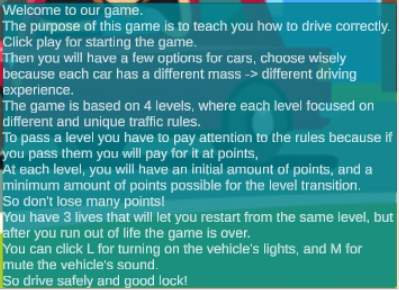 Welcome to our game.
The purpose of this game is to teach you how to drive correctly.
Click play for starting the game.
Then you will have a few options for cars, choose wisely
because each car has a different mass -> different driving
experience.
The game is based on 4 levels, where each level focused on
different and unique traffic rules.
To pass a level you have to pay attention to the rules because if
you pass them you will pay for it at points,
At each level, you will have an initial amount of points, and a
minimum amount of points possible for the level transition.
So don't lose many points!
You have 3 lives that will let you restart from the same level, but
after you run out of life the game is over.
You can click L for turning on the vehicle's lights, and M for
mute the vehicle's sound.
So drive safely and good lock!